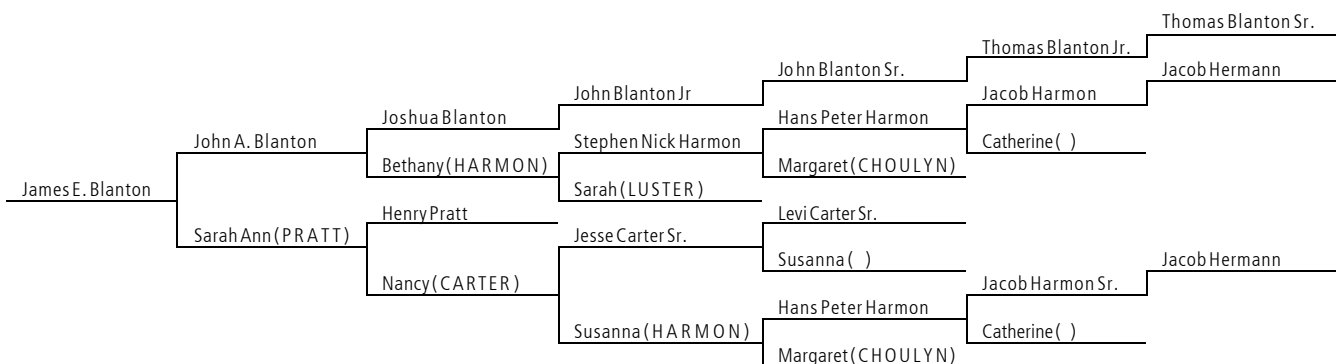 Thomas Blanton Sr.
Thomas Blanton Jr.
John Blanton Sr.
Jacob Hermann
John Blanton Jr
Jacob Harmon
Joshua Blanton
Hans Peter Harmon
John A. Blanton
Stephen Nick Harmon
Catherine ( )
Bethany (HARMON)
Margaret (CHOULYN)
James E. Blanton
Sarah (LUSTER)
Henry Pratt
Levi Carter Sr.
Sarah Ann (PRATT)
Jesse Carter Sr.
Susanna ( )
Jacob Hermann
Nancy (CARTER)
Jacob Harmon Sr.
Hans Peter Harmon
Susanna (HARMON)
Catherine ( )
Margaret (CHOULYN)